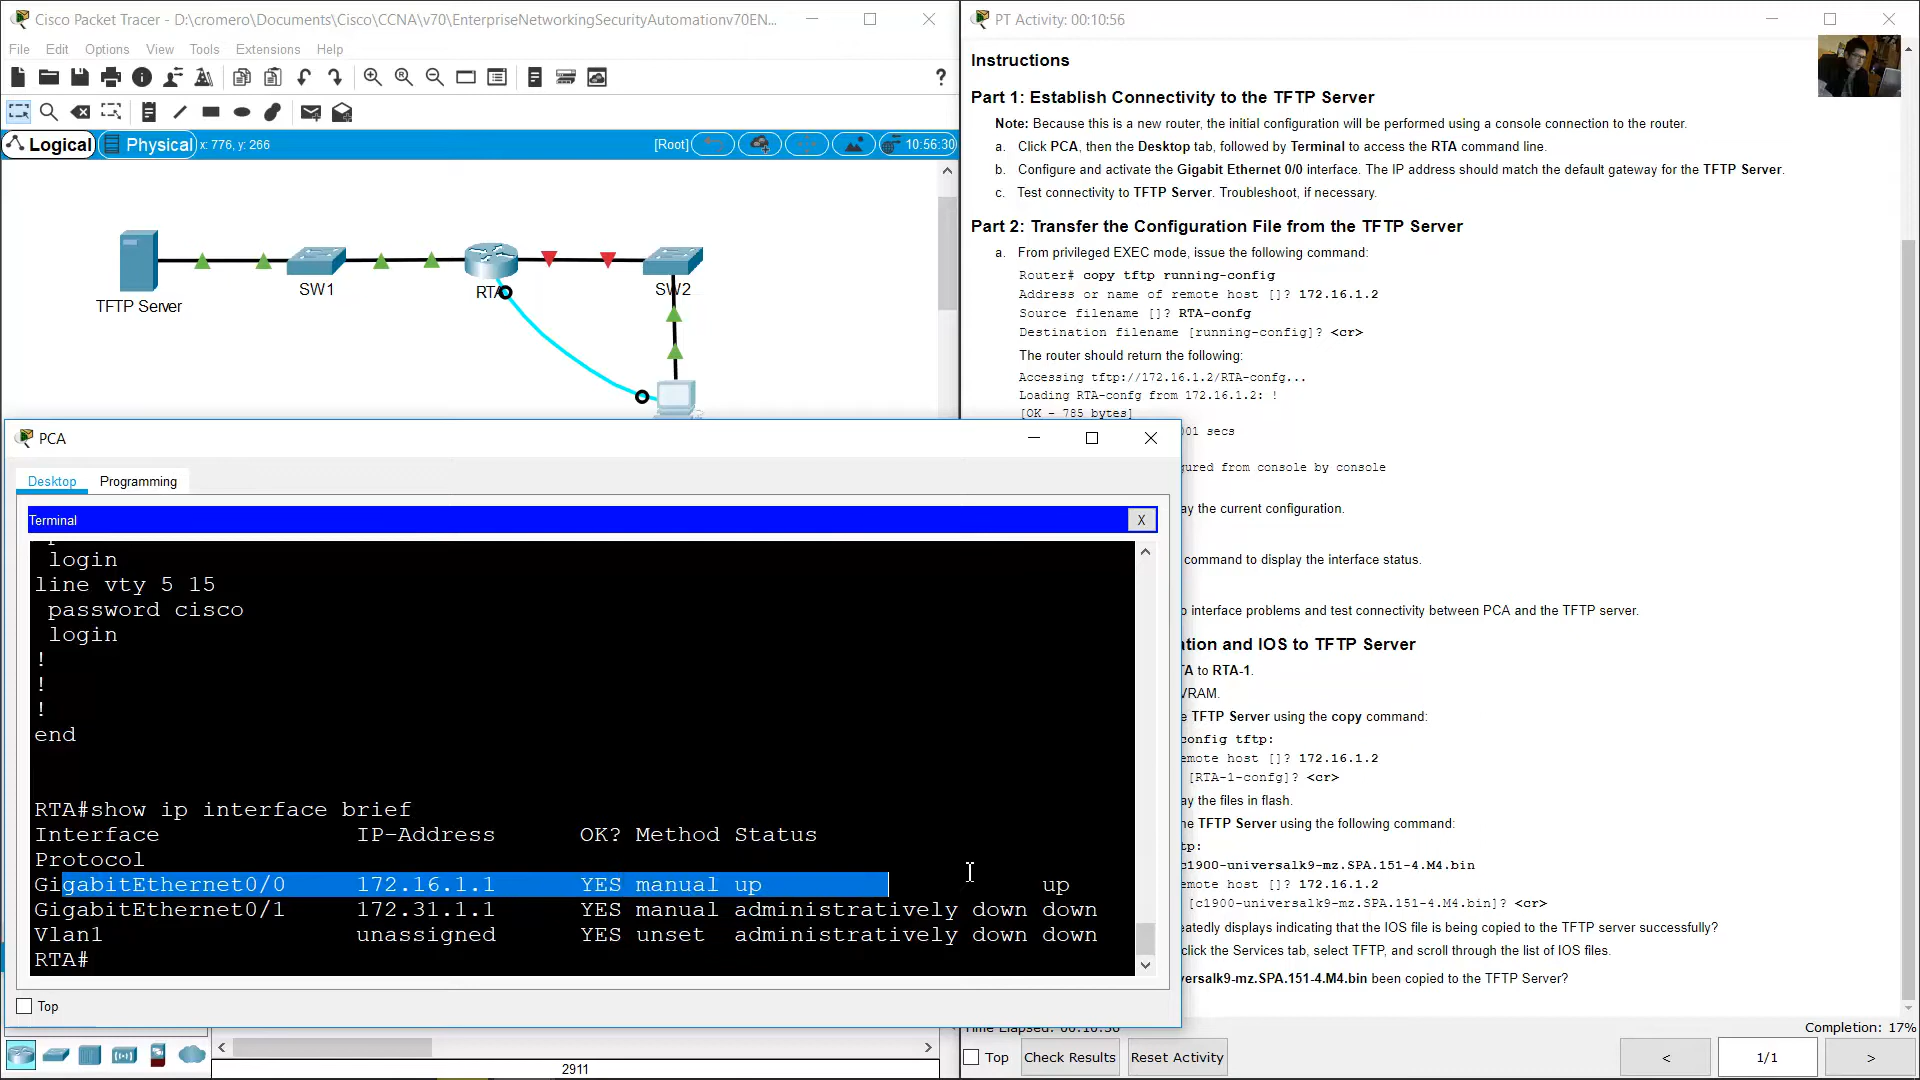 Cisco Packet Tracer - D:\cromero\Documents\Cisco\CCNA\v70\EnterpriseNetworkingSecurityAutomationv70EN...
File Edit Options View Tools Extensions Help
?
Logical Physical x: 776, y: 266 [Root] 10:56:30
TFTP Server
SW1
RTA
SW2
PCA
Desktop Programming
Terminal X
login
line vty 5 15
password cisco
login
!
!
!
end
RTA#show ip interface brief
Interface IP-Address OK? Method Status
Protocol
GigabitEthernet0/0 172.16.1.1 YES manual up up
GigabitEthernet0/1 172.31.1.1 YES manual administratively down down
Vlan1 unassigned YES unset administratively down down
RTA#
Top
2911
PT Activity: 00:10:56
Instructions
Part 1: Establish Connectivity to the TFTP Server
Note: Because this is a new router, the initial configuration will be performed using a console connection to the router.
a. Click PCA, then the Desktop tab, followed by Terminal to access the RTA command line.
b. Configure and activate the Gigabit Ethernet 0/0 interface. The IP address should match the default gateway for the TFTP Server.
c. Test connectivity to TFTP Server. Troubleshoot, if necessary.
Part 2: Transfer the Configuration File from the TFTP Server
a. From privileged EXEC mode, issue the following command:
Router# copy tftp running-config
Address or name of remote host []? 172.16.1.2
Source filename []? RTA-confg
Destination filename [running-config]? <cr>
The router should return the following:
Accessing tftp://172.16.1.2/RTA-confg...
Loading RTA-confg from 172.16.1.2: !
[OK - 785 bytes]
001 secs
gured from console by console
ay the current configuration.
command to display the interface status.
o interface problems and test connectivity between PCA and the TFTP server.
ation and IOS to TFTP Server
TA to RTA-1.
VRAM.
e TFTP Server using the copy command:
config tftp:
emote host []? 172.16.1.2
[RTA-1-confg]? <cr>
ay the files in flash.
he TFTP Server using the following command:
tp:
c1900-universalk9-mz.SPA.151-4.M4.bin
emote host []? 172.16.1.2
[c1900-universalk9-mz.SPA.151-4.M4.bin]? <cr>
eatedly displays indicating that the IOS file is being copied to the TFTP server successfully?
click the Services tab, select TFTP, and scroll through the list of IOS files.
versalk9-mz.SPA.151-4.M4.bin been copied to the TFTP Server?
Time Elapsed: 00:10:56 Completion: 17%
Top Check Results Reset Activity < 1/1 >